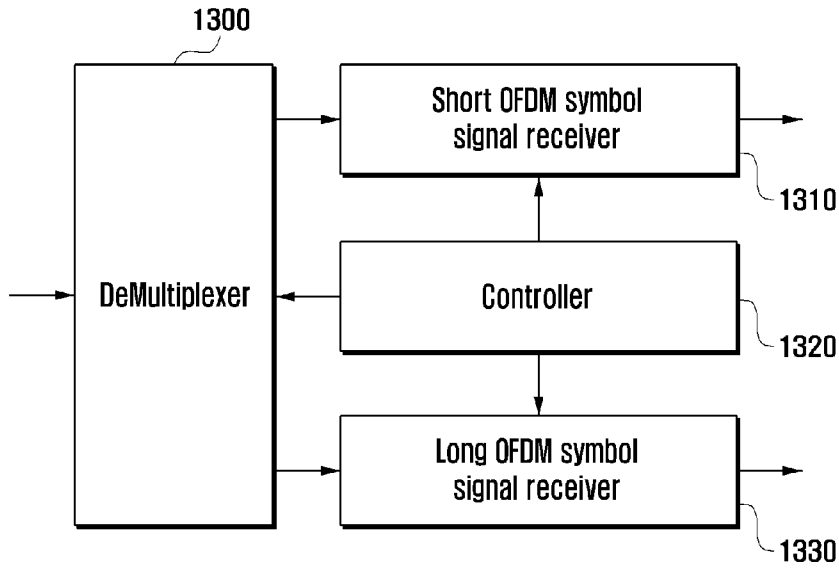 1300
Short OFDM symbol
signal receiver
1310
DeMultiplexer
Controller
1320
Long OFDM symbol
signal receiver
1330